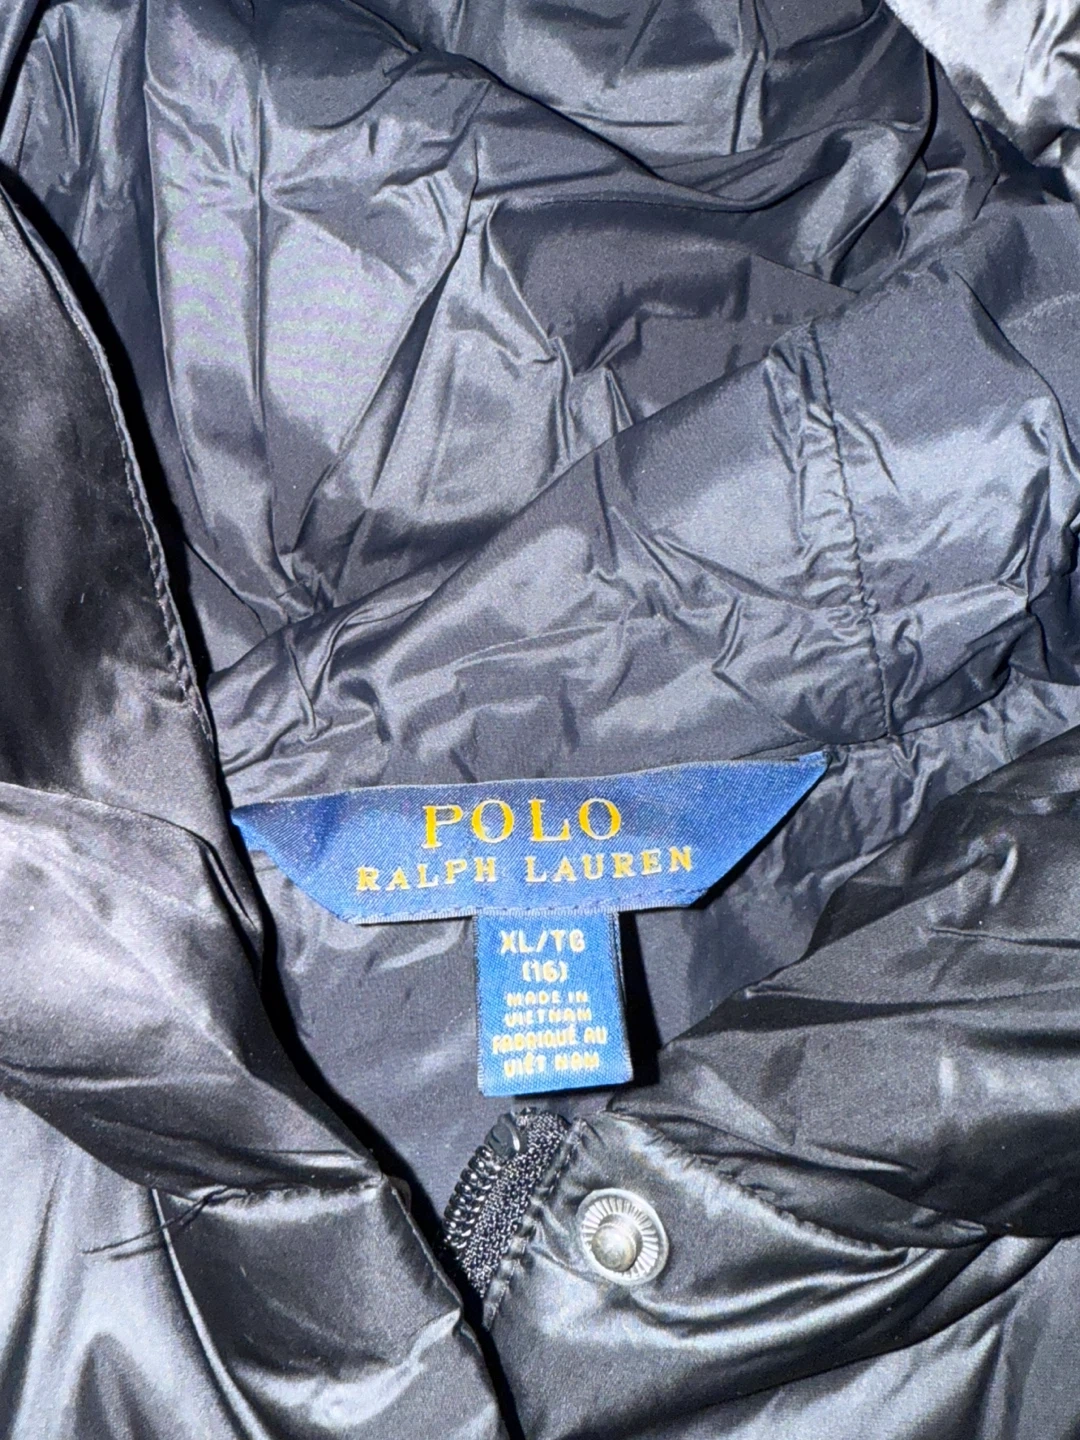 POLO
RALPH LAUREN
XL/TG
(16)
MADE IN
VIETNAM
FABRIQUÉ AU
VIÊT NAM